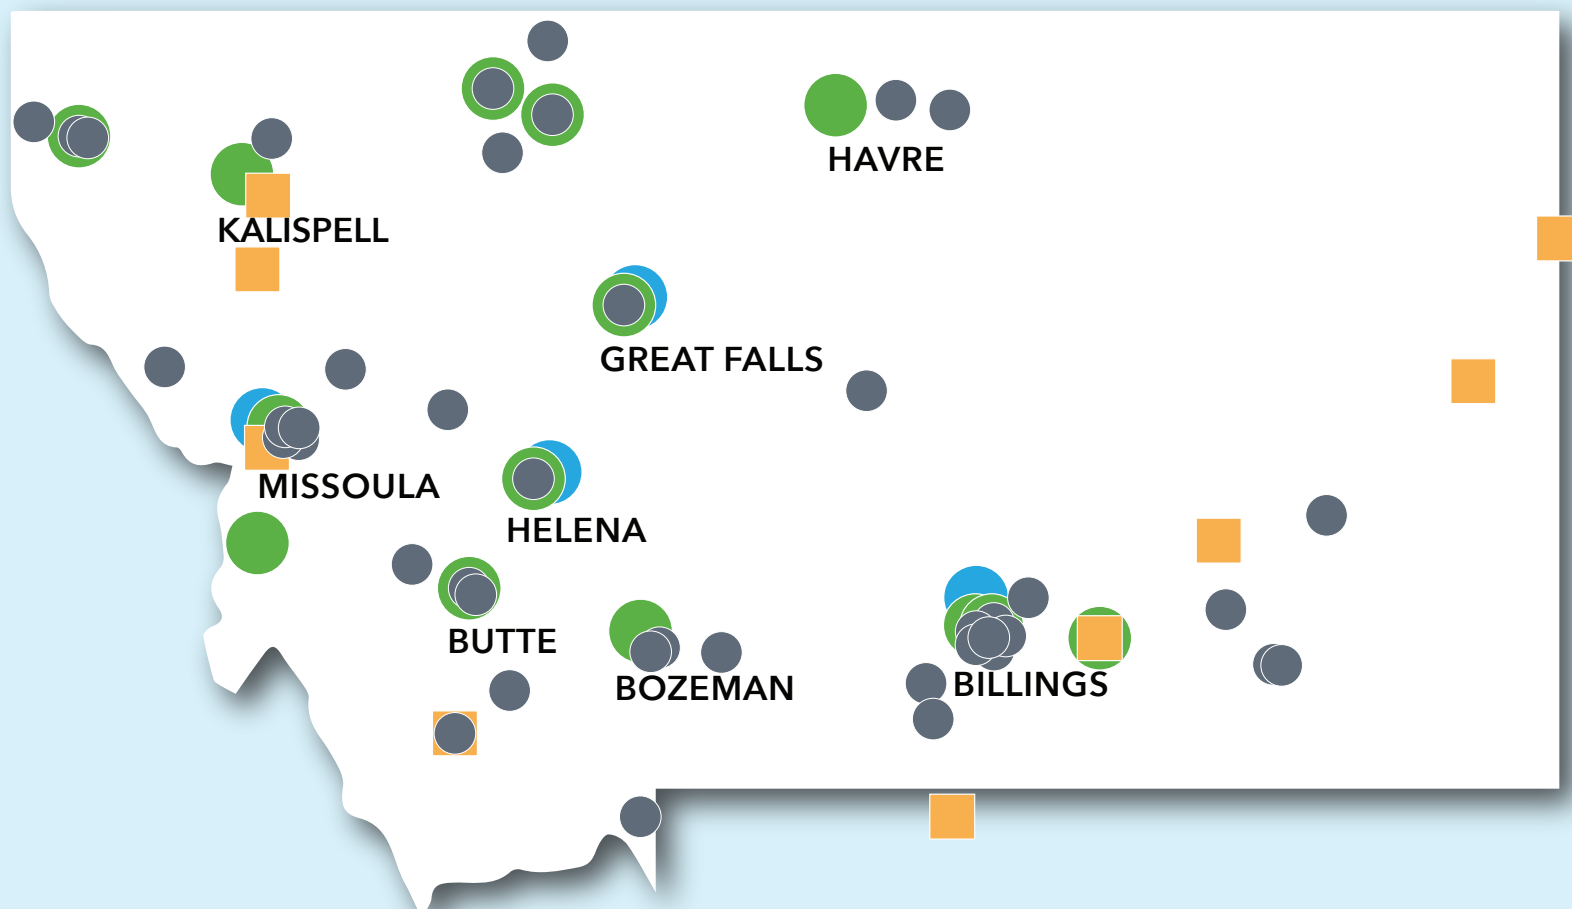 HAVRE
KALISPELL
GREAT FALLS
MISSOULA
HELENA
BUTTE
BOZEMAN
BILLINGS